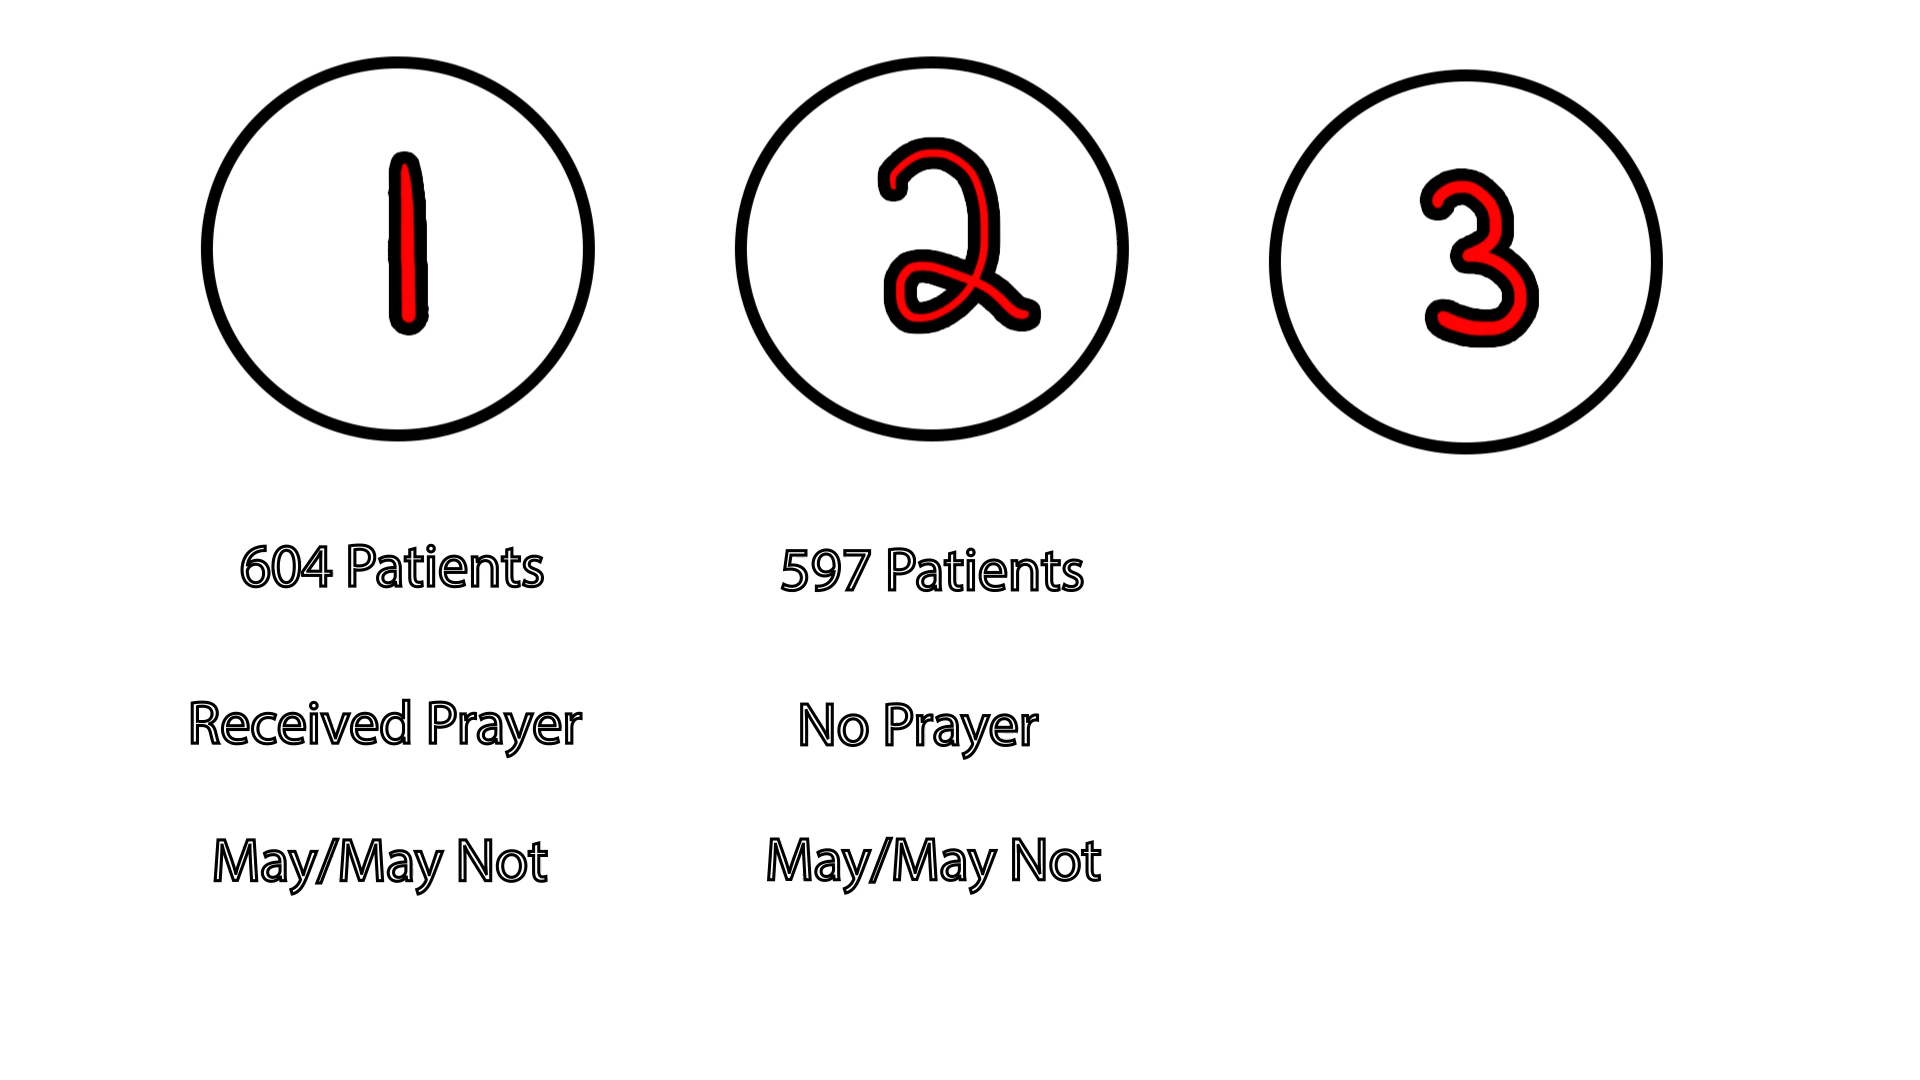 1 2 3
604 Patients 597 Patients
Received Prayer No Prayer
May/May Not May/May Not